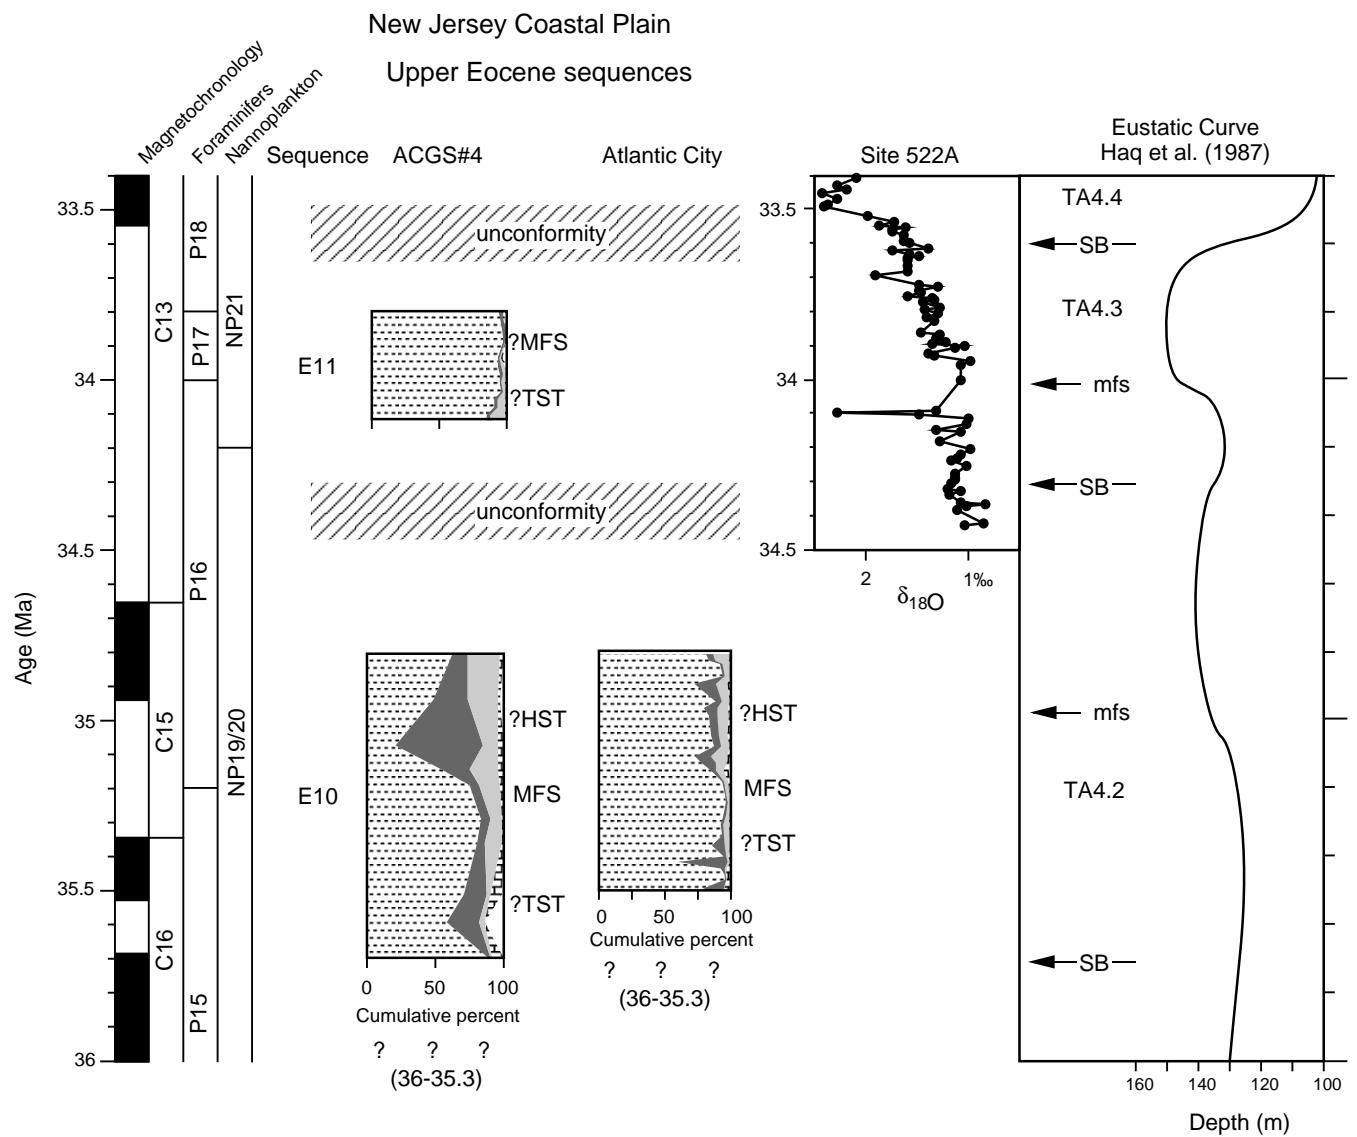 New Jersey Coastal Plain
Upper Eocene sequences
Magnetochronology
Foraminifers
Nannoplankton
Sequence
ACGS#4
Atlantic City
Site 522A
Eustatic Curve
Haq et al. (1987)
Age (Ma)
33.5
34
34.5
35
35.5
36
C13
C15
C16
P18
P17
P16
P15
NP21
NP19/20
unconformity
E11
?MFS
?TST
unconformity
E10
?HST
MFS
?TST
0 50 100
Cumulative percent
? ? ?
(36-35.3)
?HST
MFS
?TST
0 50 100
Cumulative percent
? ? ?
(36-35.3)
33.5
34
34.5
2 1‰
δ18O
TA4.4
SB
TA4.3
mfs
SB
mfs
TA4.2
SB
160 140 120 100
Depth (m)